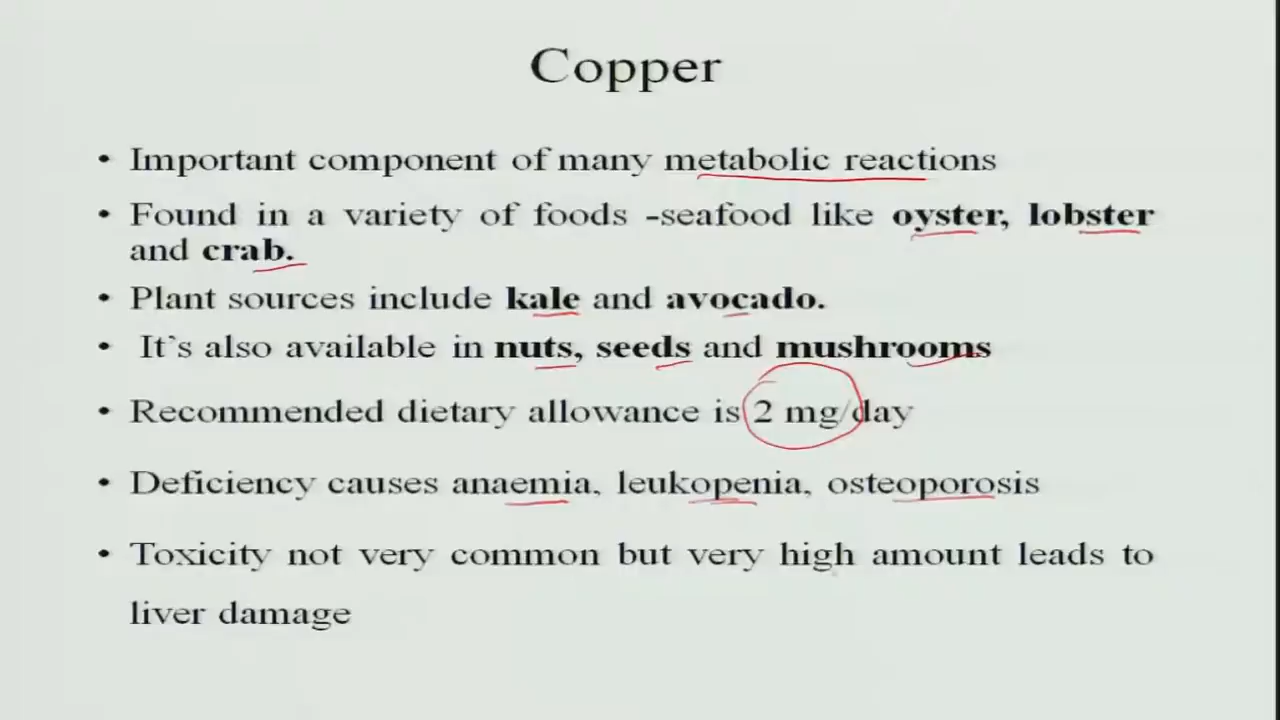 Copper
• Important component of many metabolic reactions
• Found in a variety of foods -seafood like oyster, lobster
and crab.
• Plant sources include kale and avocado.
• It's also available in nuts, seeds and mushrooms
• Recommended dietary allowance is 2 mg/day
• Deficiency causes anaemia, leukopenia, osteoporosis
• Toxicity not very common but very high amount leads to
liver damage